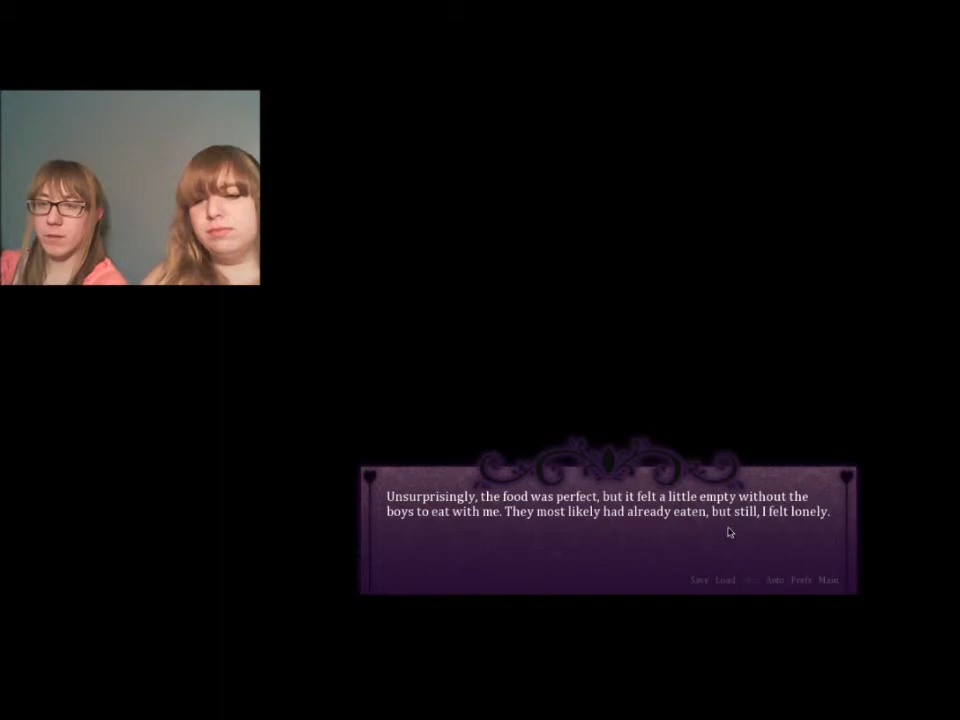 Unsurprisingly, the food was perfect, but it felt a little empty without the
boys to eat with me. They most likely had already eaten, but still, I felt lonely.
Save Load Auto Prefs Main